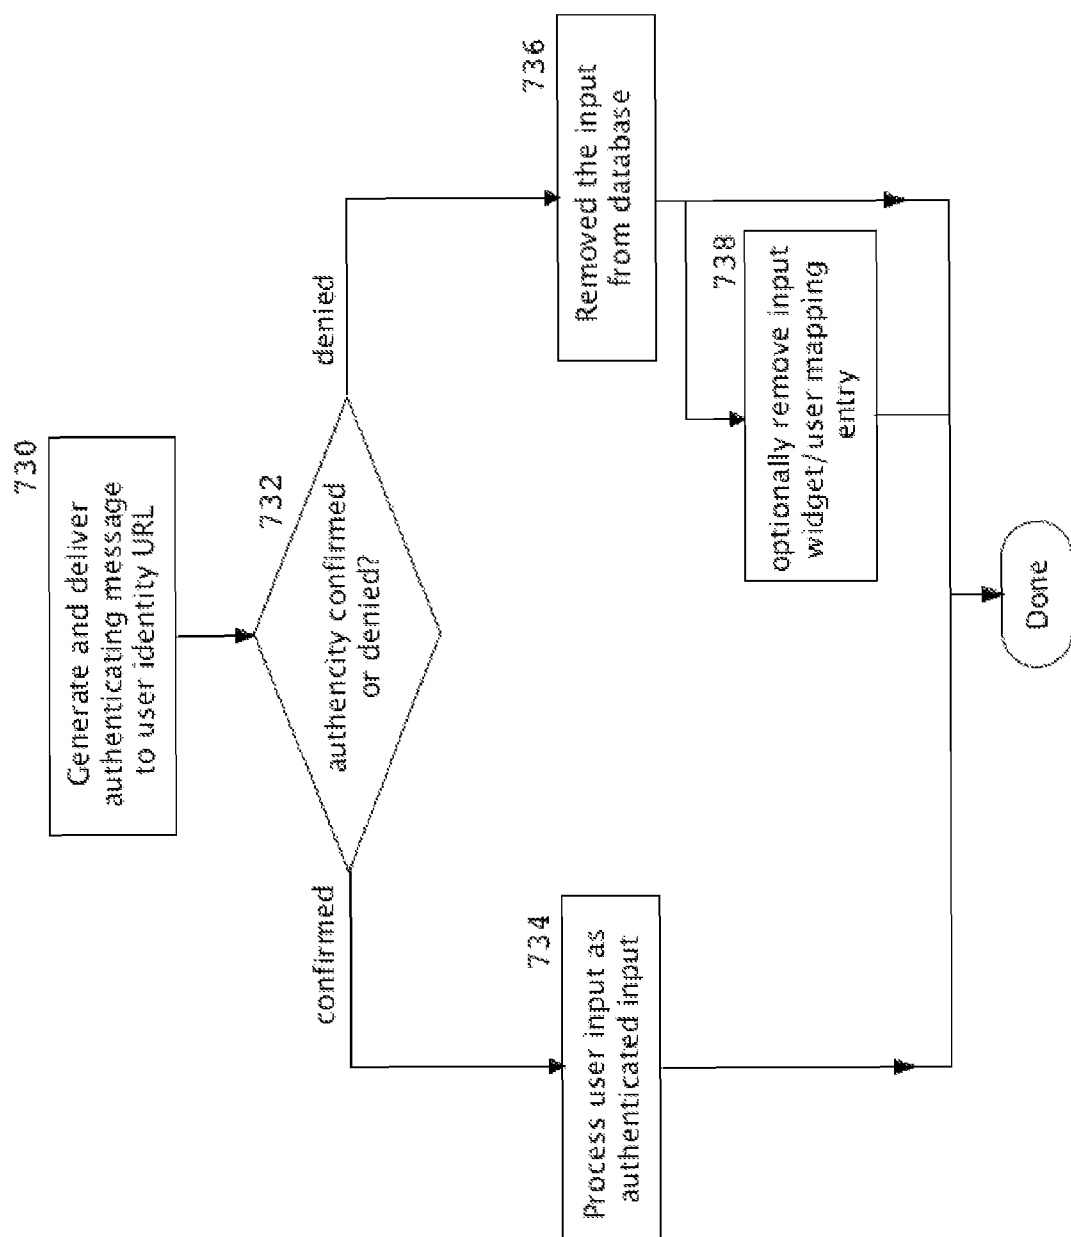 730
Generate and deliver
authenticating message
to user identity URL
732
authencity confirmed
or denied?
confirmed
denied
734
Process user input as
authenticated input
736
Removed the input
from database
738
optionally remove input
widget/user mapping
entry
Done